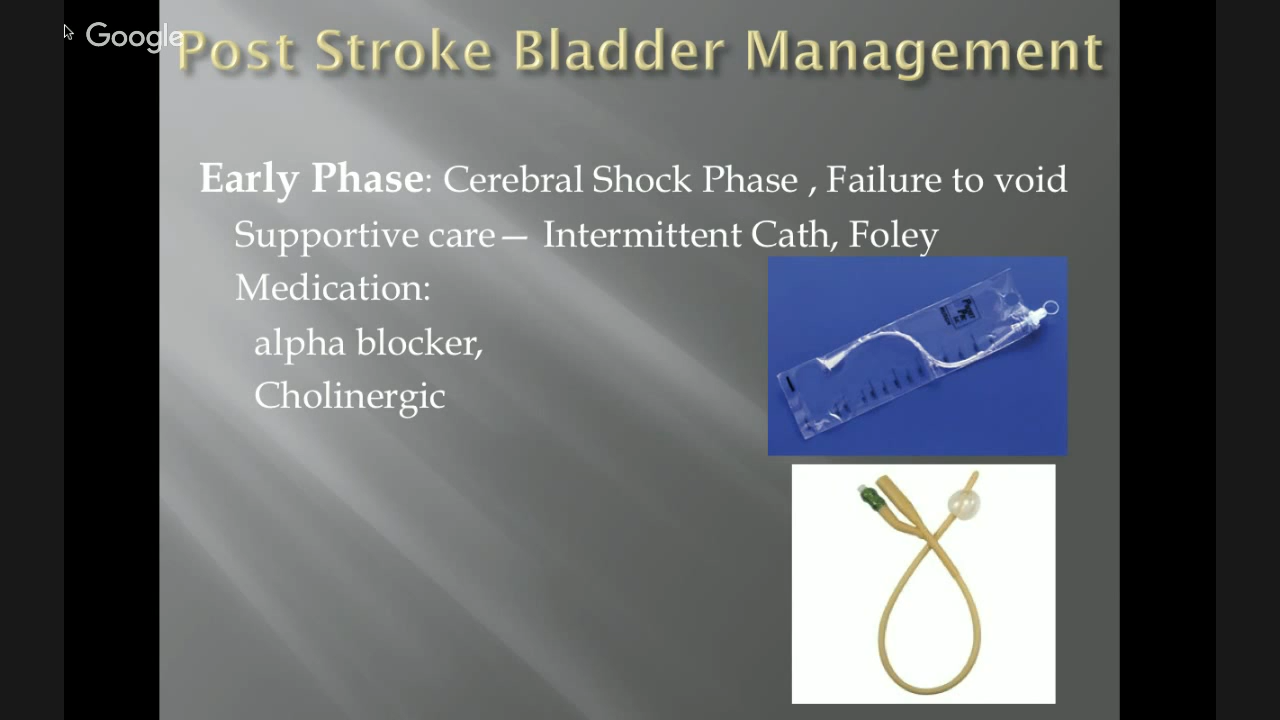 Google
Post Stroke Bladder Management
Early Phase: Cerebral Shock Phase , Failure to void
Supportive care— Intermittent Cath, Foley
Medication:
alpha blocker,
Cholinergic